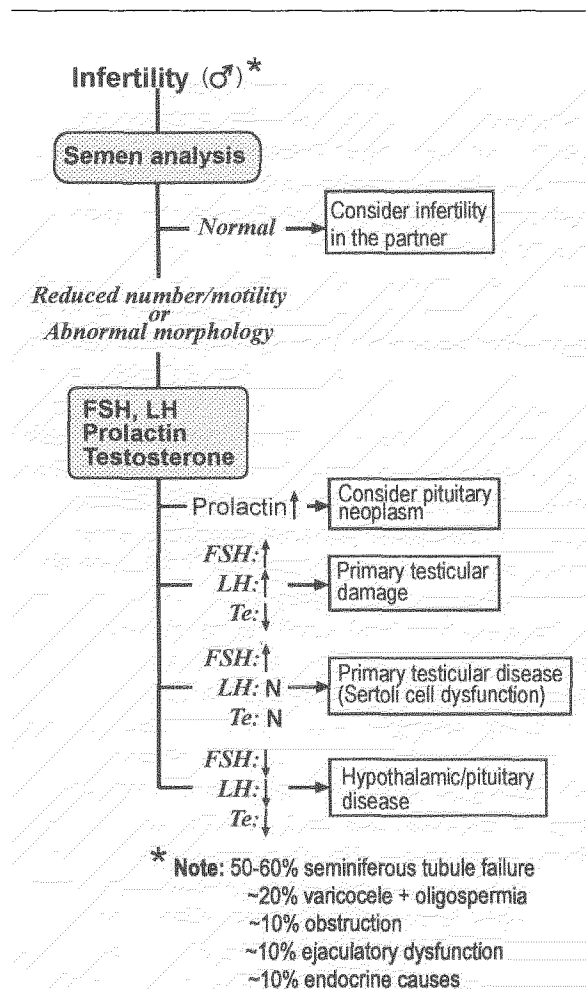 Infertility (♂)*
Semen analysis
Normal
Consider infertility
in the partner
Reduced number/motility
or
Abnormal morphology
FSH, LH
Prolactin
Testosterone
Prolactin ↑
Consider pituitary
neoplasm
FSH: ↑
LH: ↑
Te: ↓
Primary testicular
damage
FSH: ↑
LH: N
Te: N
Primary testicular disease
(Sertoli cell dysfunction)
FSH: ↓
LH: ↓
Te: ↓
Hypothalamic/pituitary
disease
* Note: 50-60% seminiferous tubule failure
~20% varicocele + oligospermia
~10% obstruction
~10% ejaculatory dysfunction
~10% endocrine causes